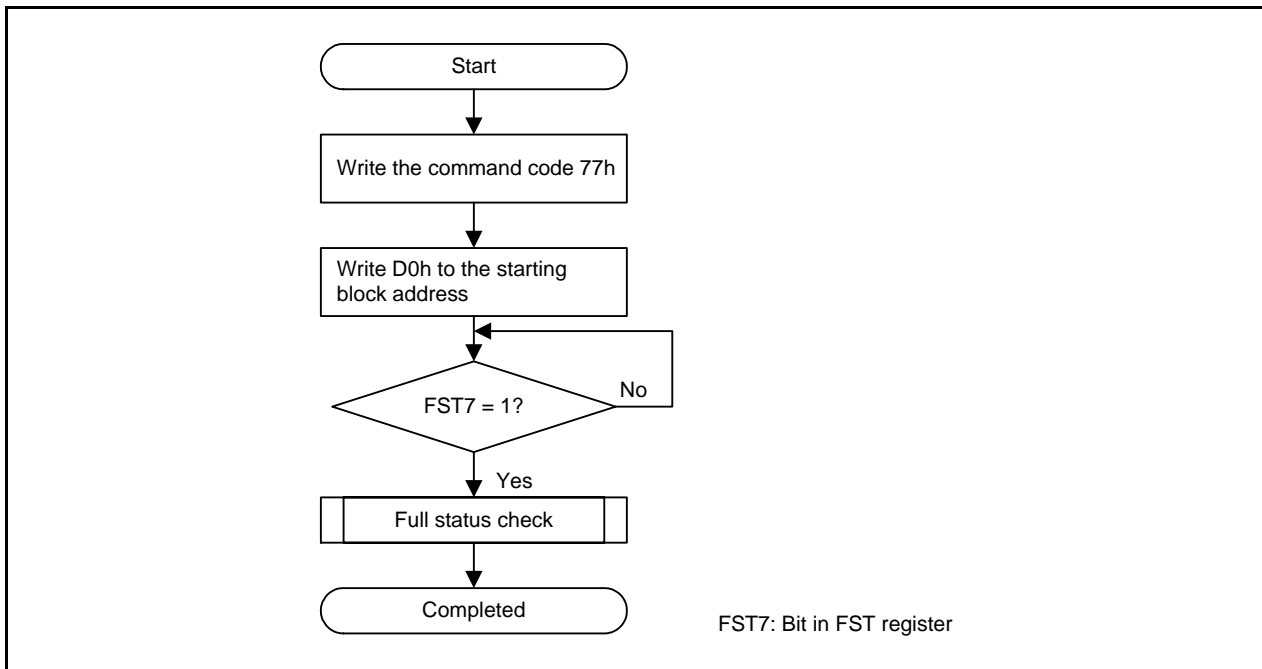 Start
Write the command code 77h
Write D0h to the starting
block address
FST7 = 1?
No
Yes
Full status check
Completed
FST7: Bit in FST register